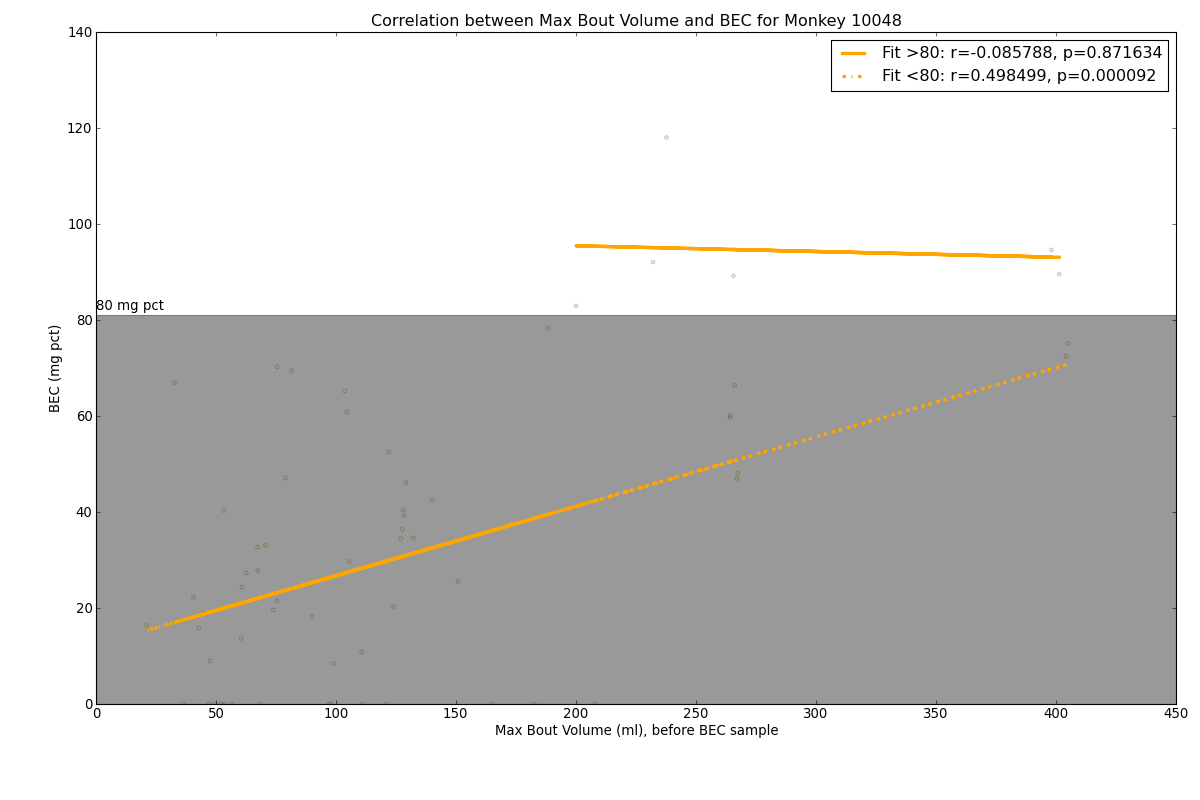 Correlation between Max Bout Volume and BEC for Monkey 10048
140
120
100
80
60
40
20
0
BEC (mg pct)
Fit >80: r=-0.085788, p=0.871634
Fit <80: r=0.498499, p=0.000092
80 mg pct
0 50 100 150 200 250 300 350 400 450
Max Bout Volume (ml), before BEC sample